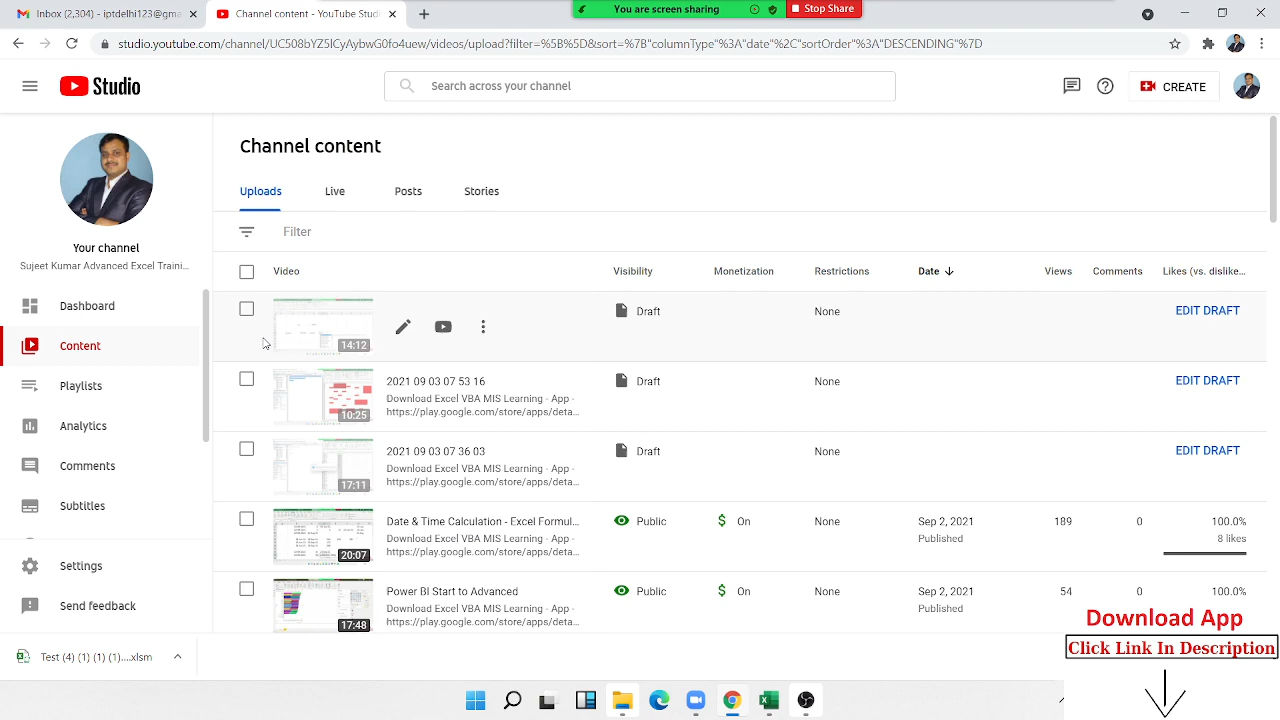 Inbox (2,304) - iptdelhi123@gm
Channel content - YouTube Studi
You are screen sharing
Stop Share
studio.youtube.com/channel/UC508bYZ5ICyAybwG0fo4uew/videos/upload?filter=%5B%5D&sort=%7B"columnType"%3A"date"%2C"sortOrder"%3A"DESCENDING"%7D
Studio
Search across your channel
CREATE
Your channel
Sujeet Kumar Advanced Excel Traini...
Dashboard
Content
Playlists
Analytics
Comments
Subtitles
Settings
Send feedback
Channel content
Uploads Live Posts Stories
Filter
Video Visibility Monetization Restrictions Date Views Comments Likes (vs. dislike...
14:12 Draft None EDIT DRAFT
2021 09 03 07 53 16 Draft None EDIT DRAFT
Download Excel VBA MIS Learning - App -
https://play.google.com/store/apps/deta...
10:25
2021 09 03 07 36 03 Draft None EDIT DRAFT
Download Excel VBA MIS Learning - App -
https://play.google.com/store/apps/deta...
17:11
Date & Time Calculation - Excel Forma... Public $ None Sep 2, 2021 189 0 100.0%
Download Excel VBA MIS Learning - App - Published 8 likes
https://play.google.com/store/apps/deta...
20:07
Power BI Start to Advanced Public $ On None Sep 2, 2021 54 0 100.0%
Download Excel VBA MIS Learning - App - Published
https://play.google.com/store/apps/deta...
17:48
Download App
Click Link In Description
Test (4) (1) (1) (1)....xlsm